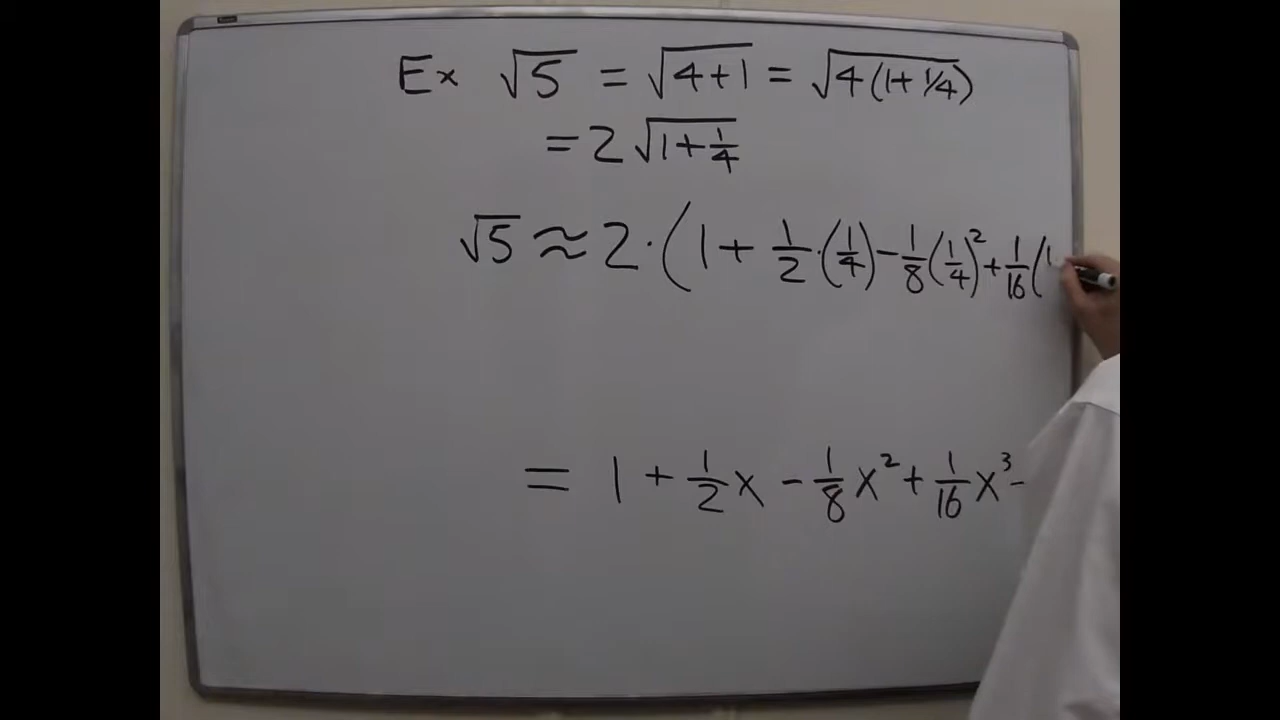 Ex √5 = √4+1 = √4(1+1/4)
= 2√1+1/4
√5 ≈ 2·(1 + 1/2·(1/4) - 1/8(1/4)² + 1/16(1
= 1 + 1/2x - 1/8x² + 1/16x³ -